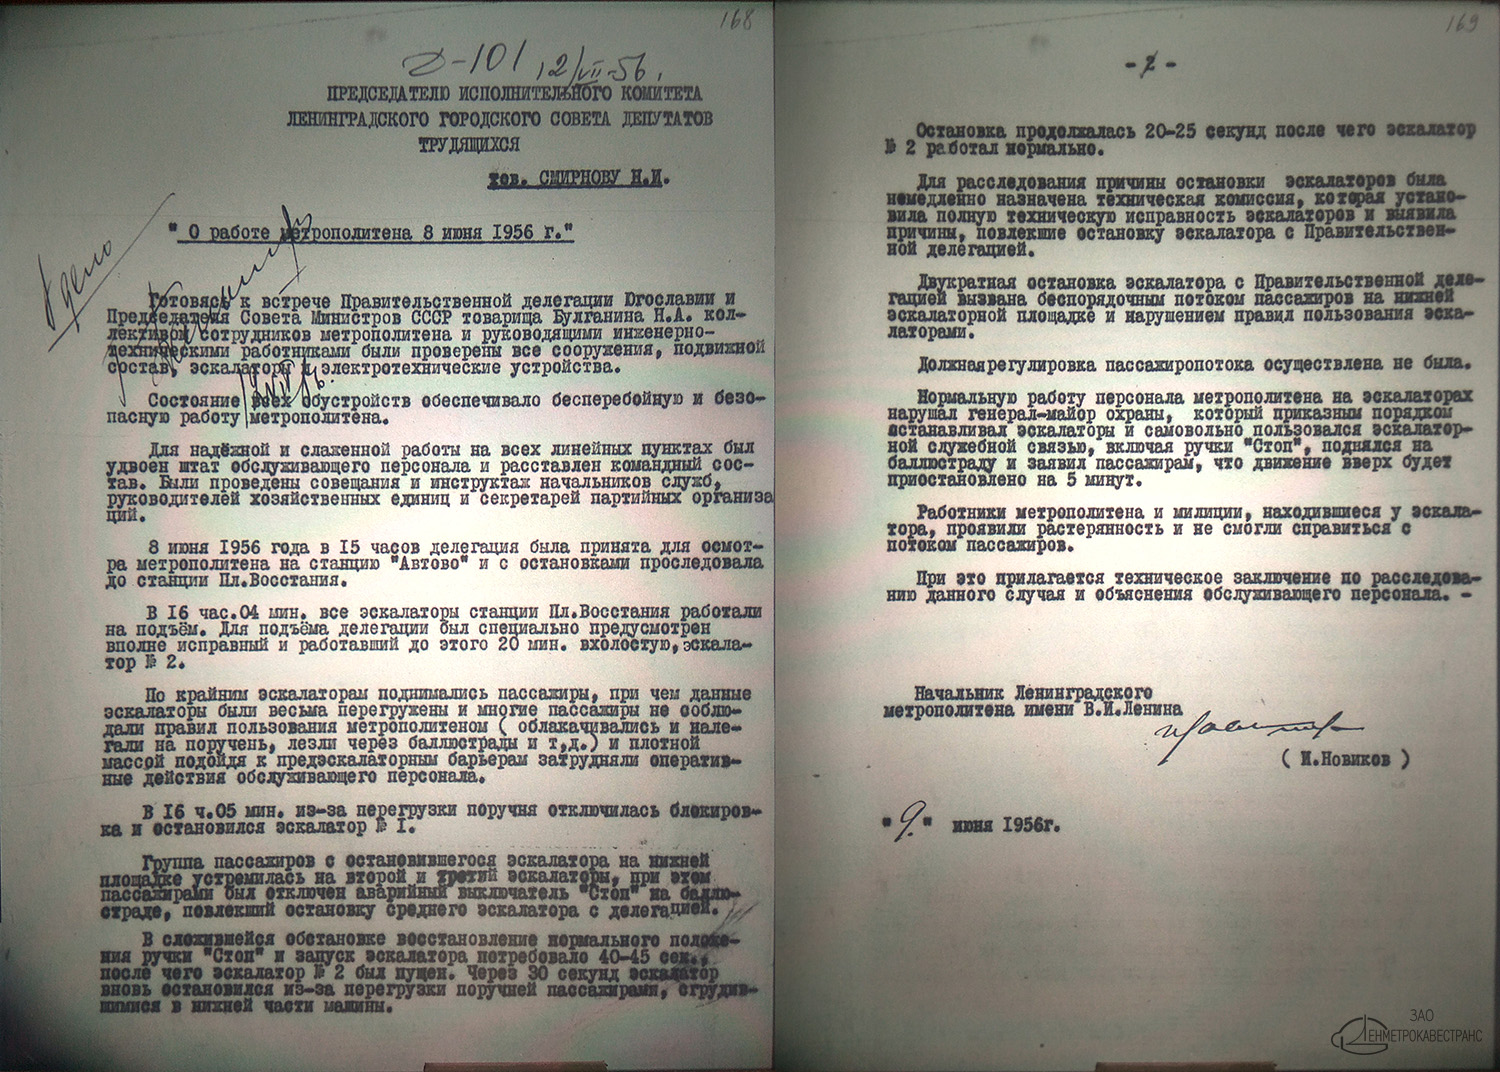 168
Д-101 12/VII-56.
ПРЕДСЕДАТЕЛЮ ИСПОЛНИТЕЛЬНОГО КОМИТЕТА
ЛЕНИНГРАДСКОГО ГОРОДСКОГО СОВЕТА ДЕПУТАТОВ
ТРУДЯЩИХСЯ
тов. СМИРНОВУ Н.И.
В дело
" О работе метрополитена 8 июня 1956 г."
Готовясь к встрече Правительственной делегации Югославии и
Председателя Совета Министров СССР товарища Булганина Н.А. кол-
лективом сотрудников метрополитена и руководящими инженерно-
техническими работниками были проверены все сооружения, подвижной
состав, эскалаторы и электротехнические устройства.
Состояние всех обустройств обеспечивало бесперебойную и безо-
пасную работу метрополитена.
Для надёжной и слаженной работы на всех линейных пунктах был
удвоен штат обслуживающего персонала и расставлен командный сос-
тав. Были проведены совещания и инструктаж начальников служб,
руководителей хозяйственных единиц и секретарей партийных организа
ций.
8 июня 1956 года в 15 часов делегация была принята для осмот-
ра метрополитена на станцию "Автово" и с остановками проследовала
до станции Пл.Восстания.
В 16 час.04 мин. все эскалаторы станции Пл.Восстания работали
на подъём. Для подъёма делегации был специально предусмотрен
вполне исправный и работавший до этого 20 мин. вхолостую,эскала-
тор № 2.
По крайним эскалаторам поднимались пассажиры, при чем данные
эскалаторы были весьма перегружены и многие пассажиры не соблю-
дали правил пользования метрополитеном ( облакачивались и нале-
гали на поручень, лезли через баллюстрады и т,д.) и плотной
массой подойдя к предэскалаторным барьерам затрудняли оператив-
ные действия обслуживающего персонала.
В 16 ч.05 мин. из-за перегрузки поручня отключилась блокиров-
ка и остановился эскалатор № 1.
Группа пассажиров с остановившегося эскалатора на нижней
площадке устремилась на второй и третий эскалаторы, при этом
пассажирами был отключен аварийный выключатель "Стоп" на баллю-
страде, повлекший остановку среднего эскалатора с делегацией.
В сложившейся обстановке восстановление нормального положе-
ния ручки "Стоп" и запуск эскалатора потребовало 40-45 сек.,
после чего эскалатор № 2 был пущен. Через 30 секунд эскалатор
вновь остановился из-за перегрузки поручней пассажирами, сгрудив-
шимися в нижней части машины.
169
- 2 -
Остановка продолжалась 20-25 секунд после чего эскалатор
№ 2 работал нормально.
Для расследования причины остановки эскалаторов была
немедленно назначена техническая комиссия, которая устано-
вила полную техническую исправность эскалаторов и выявила
причины, повлекшие остановку эскалатора с Правительствен-
ной делегацией.
Двукратная остановка эскалатора с Правительственной деле-
гацией вызвана беспорядочным потоком пассажиров на нижней
эскалаторной площадке и нарушением правил пользования эска-
латорами.
Должная регулировка пассажиропотока осуществлена не была.
Нормальную работу персонала метрополитена на эскалаторах
нарушал генерал-майор охраны, который приказным порядком
останавливал эскалаторы и самовольно пользовался эскалатор-
ной служебной связью, включая ручки "Стоп", поднялся на
баллюстраду и заявил пассажирам, что движение вверх будет
приостановлено на 5 минут.
Работники метрополитена и милиции, находившиеся у эскала-
тора, проявили растерянность и не смогли справиться с
потоком пассажиров.
При это прилагается техническое заключение по расследова-
нию данного случая и объяснения обслуживающего персонала. -
Начальник Ленинградского
метрополитена имени В.И.Ленина
( И.Новиков )
" 9. " июня 1956г.
ЗАО
ЛЕНМЕТРОКАВЕСТРАНС